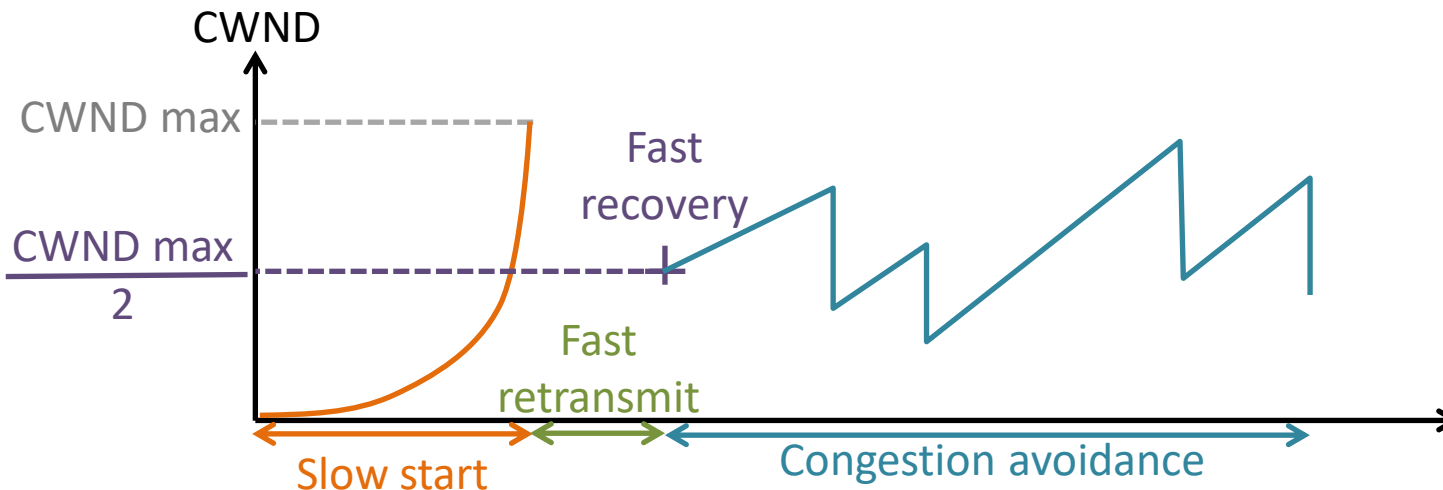 CWND
CWND max
Fast
recovery
CWND max
2
Fast
retransmit
Slow start
Congestion avoidance